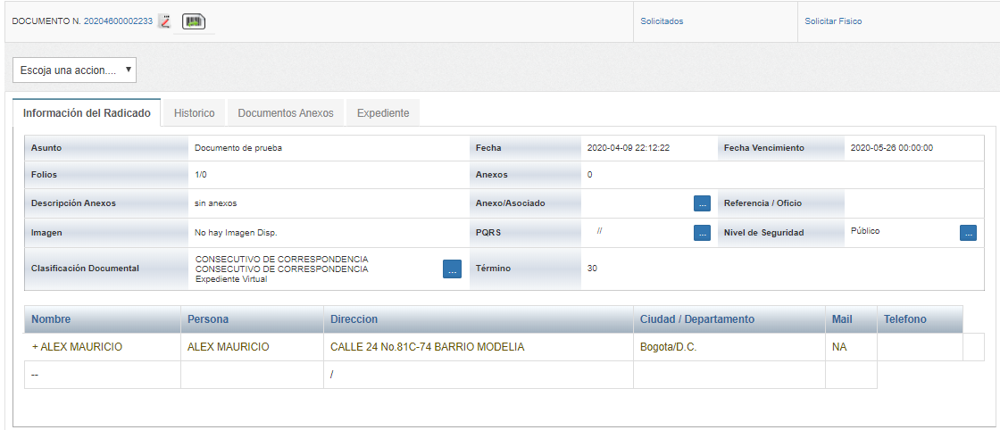 DOCUMENTO N. 20204600002233 Solicitados Solicitar Fisico
Escoja una accion....
Información del Radicado Historico Documentos Anexos Expediente
Asunto Documento de prueba Fecha 2020-04-09 22:12:22 Fecha Vencimiento 2020-05-26 00:00:00
Folios 1/0 Anexos 0
Descripción Anexos sin anexos Anexo/Asociado ... Referencia / Oficio
Imagen No hay Imagen Disp. PQRS // ... Nivel de Seguridad Público ...
Clasificación Documental CONSECUTIVO DE CORRESPONDENCIA
CONSECUTIVO DE CORRESPONDENCIA
Expediente Virtual ... Término 30
Nombre Persona Direccion Ciudad / Departamento Mail Telefono
+ ALEX MAURICIO ALEX MAURICIO CALLE 24 No.81C-74 BARRIO MODELIA Bogota/D.C. NA
-- /